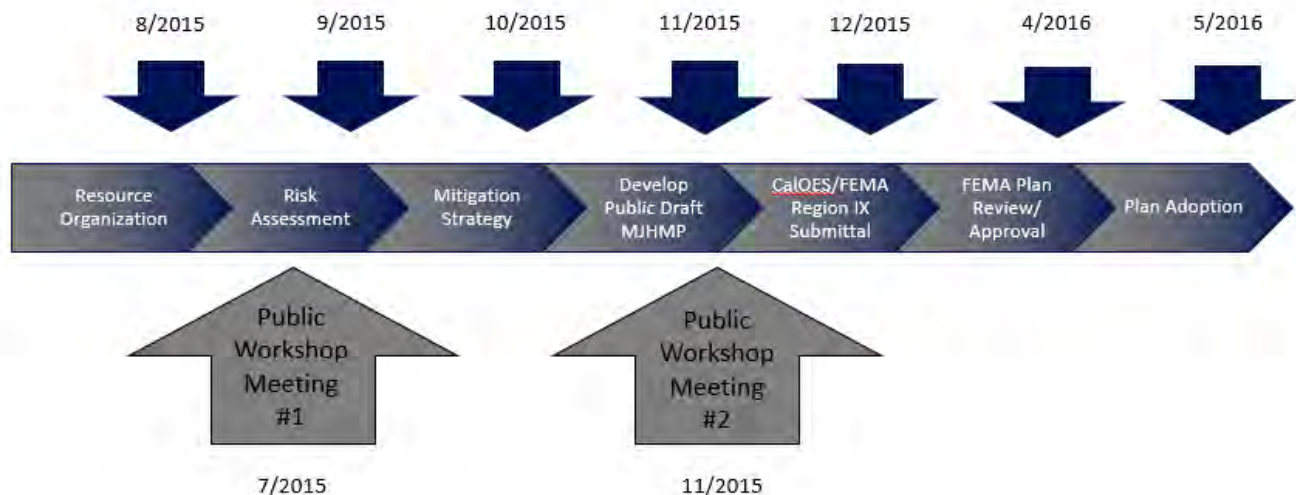 8/2015 9/2015 10/2015 11/2015 12/2015 4/2016 5/2016
Resource
Organization
Risk
Assessment
Mitigation
Strategy
Develop
Public Draft
MJHMP
CalOES/FEMA
Region IX
Submittal
FEMA Plan
Review/
Approval
Plan Adoption
Public
Workshop
Meeting
#1
7/2015
Public
Workshop
Meeting
#2
11/2015